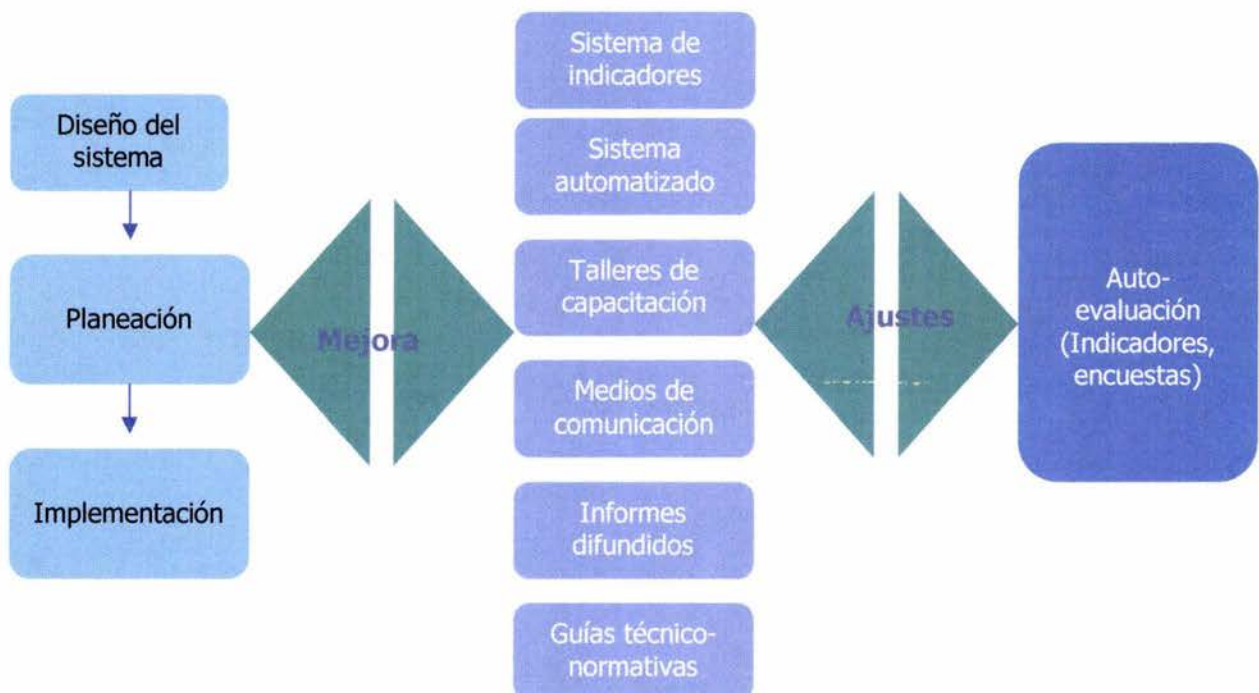 Diseño del
sistema
Planeación
Implementación
Mejora
Sistema de
indicadores
Sistema
automatizado
Talleres de
capacitación
Medios de
comunicación
Informes
difundidos
Guías técnico-
normativas
Ajustes
Auto-
evaluación
(Indicadores,
encuestas)